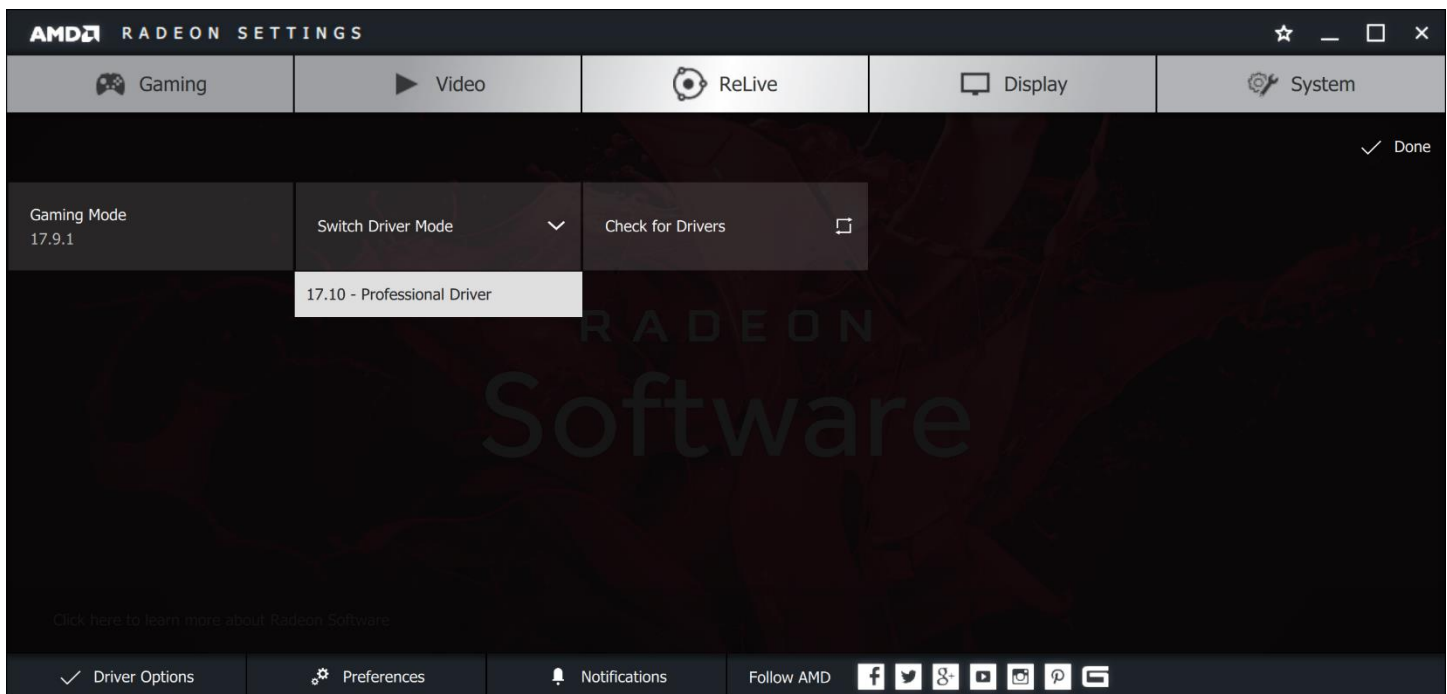 AMD RADEON SETTINGS
Gaming Video ReLive Display System
Done
Gaming Mode
17.9.1
Switch Driver Mode
Check for Drivers
17.10 - Professional Driver
RADEON
Software
Click here to learn more about Radeon Software
Driver Options Preferences Notifications Follow AMD